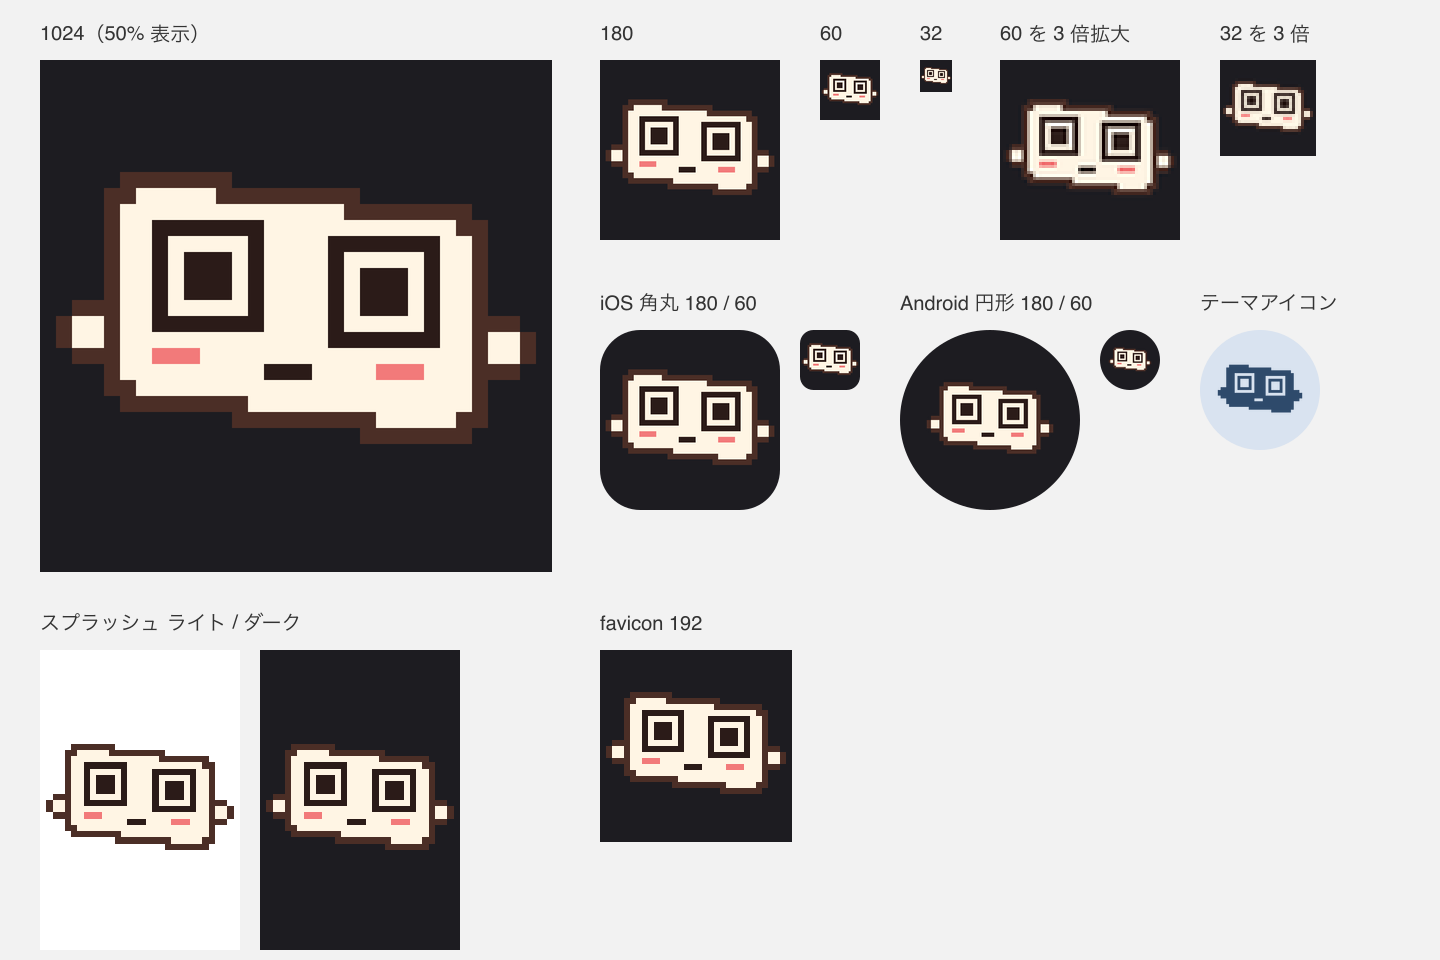 1024（50% 表示）
180
60
32
60 を 3 倍拡大
32 を 3 倍
iOS 角丸 180 / 60
Android 円形 180 / 60
テーマアイコン
スプラッシュ ライト / ダーク
favicon 192